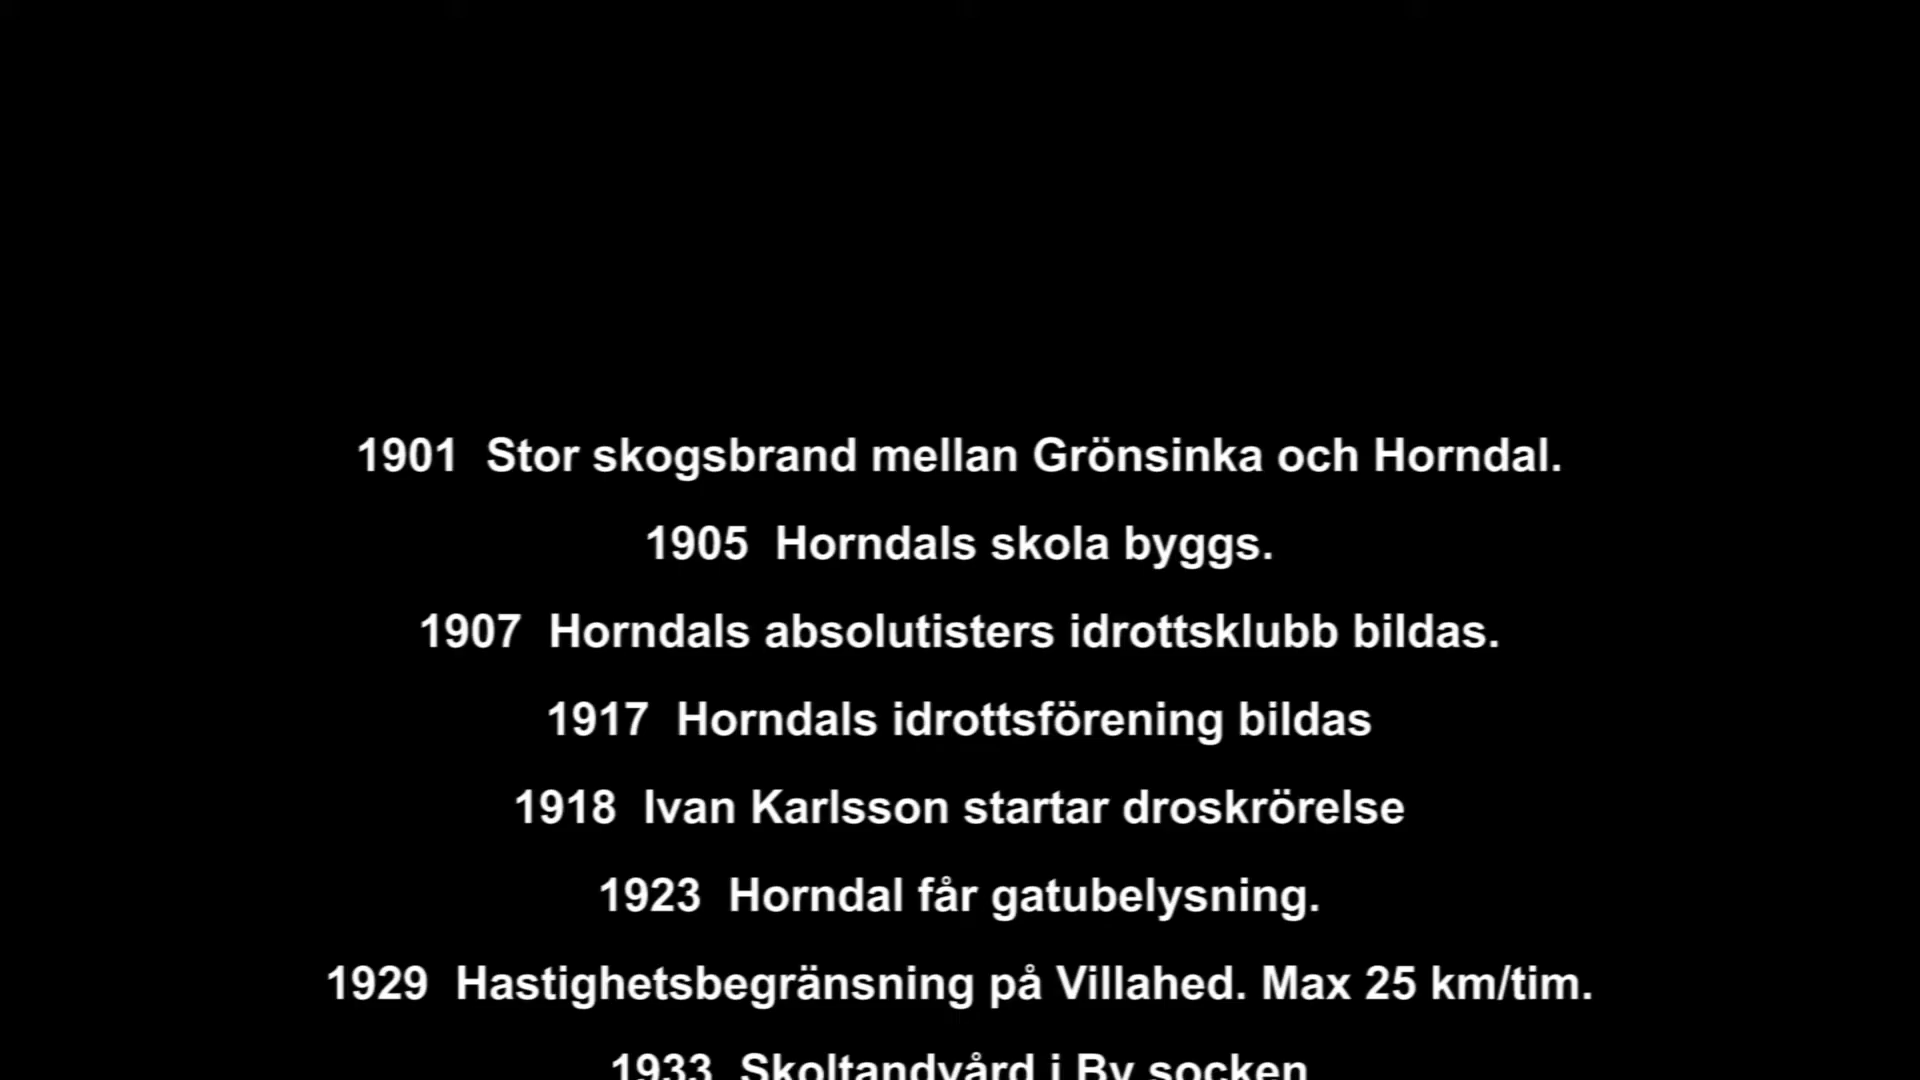 1901  Stor skogsbrand mellan Grönsinka och Horndal.
1905  Horndals skola byggs.
1907  Horndals absolutisters idrottsklubb bildas.
1917  Horndals idrottsförening bildas
1918  Ivan Karlsson startar droskrörelse
1923  Horndal får gatubelysning.
1929  Hastighetsbegränsning på Villahed. Max 25 km/tim.
1933  Skoltandvård i By socken